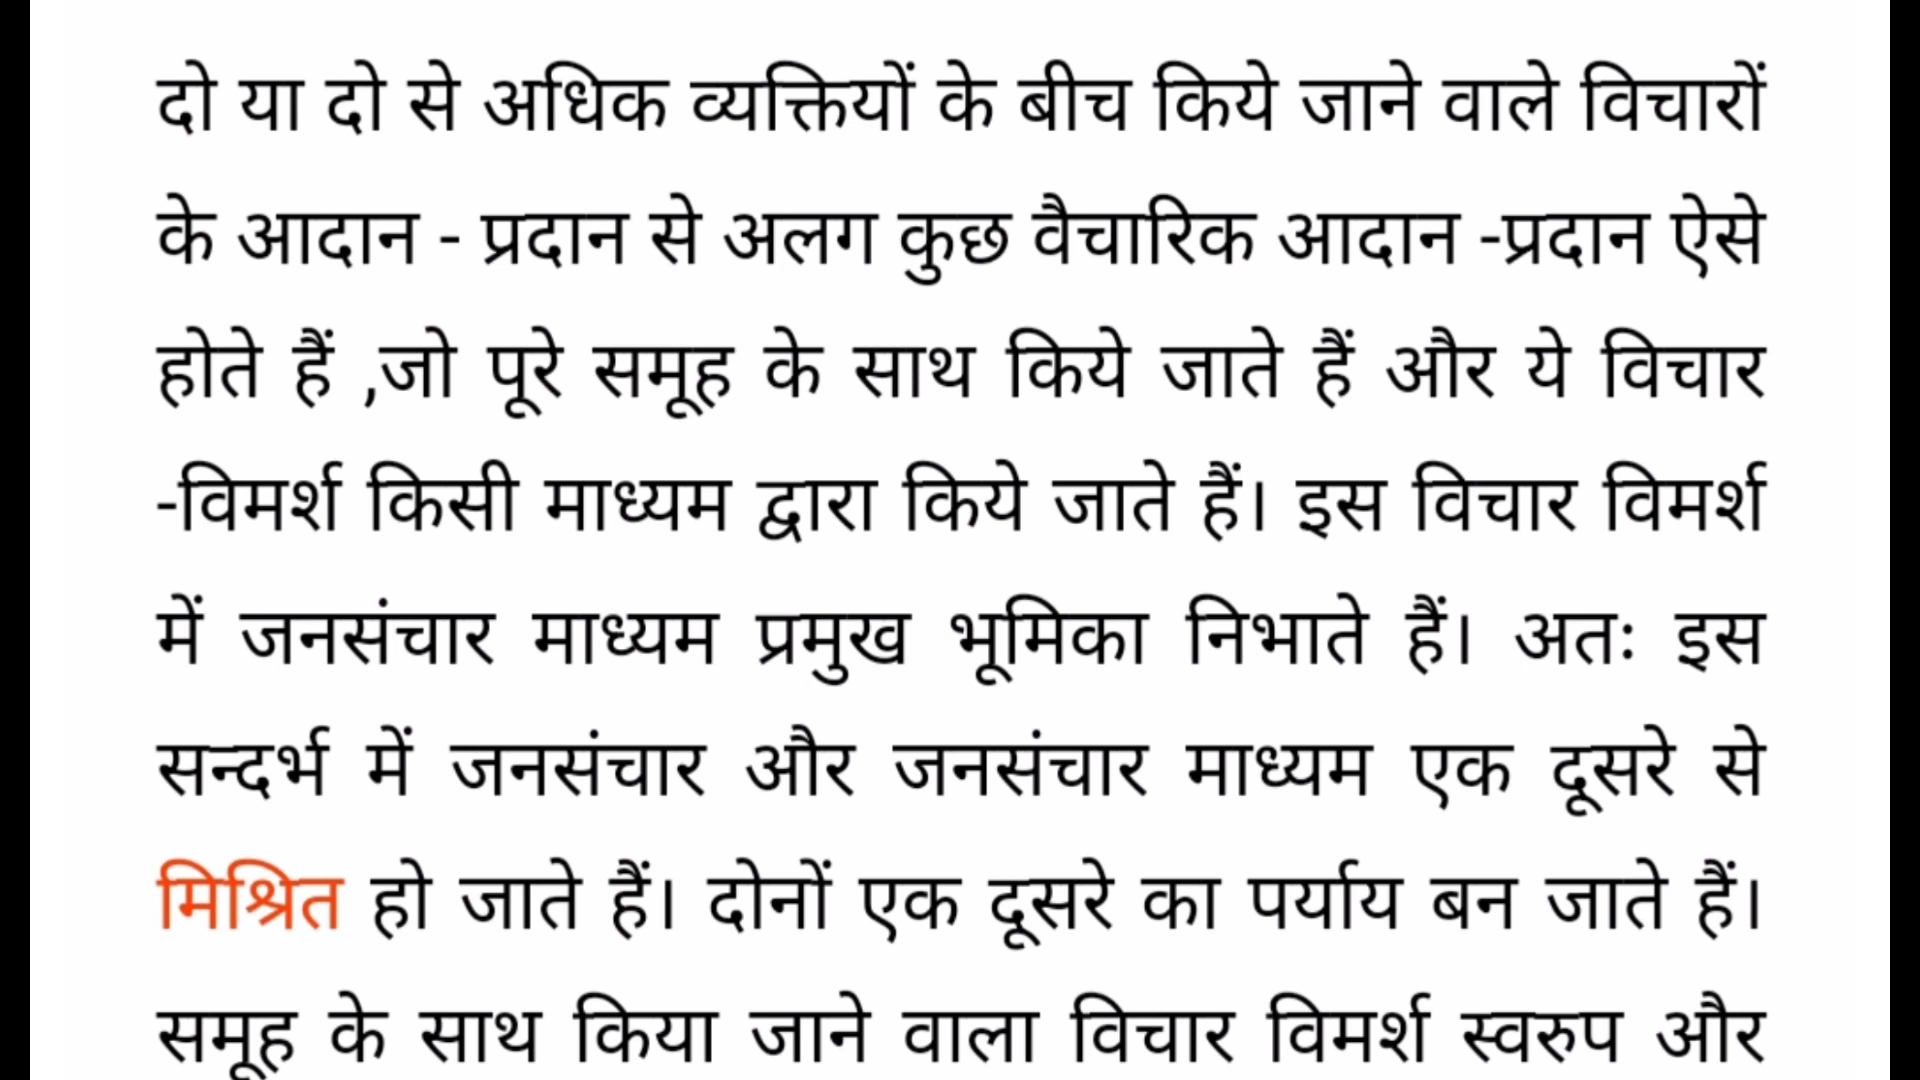 दो या दो से अधिक व्यक्तियों के बीच किये जाने वाले विचारों
के आदान - प्रदान से अलग कुछ वैचारिक आदान -प्रदान ऐसे
होते हैं ,जो पूरे समूह के साथ किये जाते हैं और ये विचार
-विमर्श किसी माध्यम द्वारा किये जाते हैं। इस विचार विमर्श
में जनसंचार माध्यम प्रमुख भूमिका निभाते हैं। अतः इस
सन्दर्भ में जनसंचार और जनसंचार माध्यम एक दूसरे से
मिश्रित हो जाते हैं। दोनों एक दूसरे का पर्याय बन जाते हैं।
समूह के साथ किया जाने वाला विचार विमर्श स्वरुप और